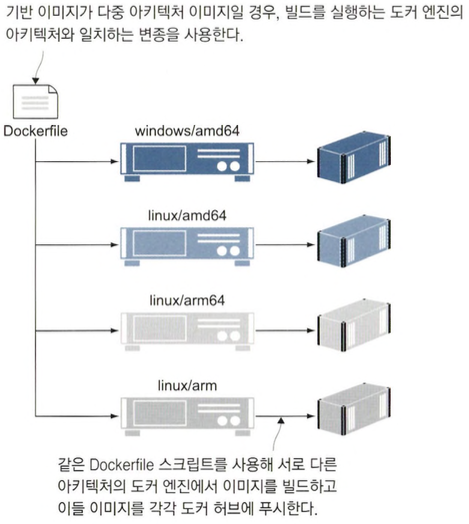 기반 이미지가 다중 아키텍처 이미지일 경우, 빌드를 실행하는 도커 엔진의
아키텍처와 일치하는 변종을 사용한다.
Dockerfile
windows/amd64
linux/amd64
linux/arm64
linux/arm
같은 Dockerfile 스크립트를 사용해 서로 다른
아키텍처의 도커 엔진에서 이미지를 빌드하고
이들 이미지를 각각 도커 허브에 푸시한다.